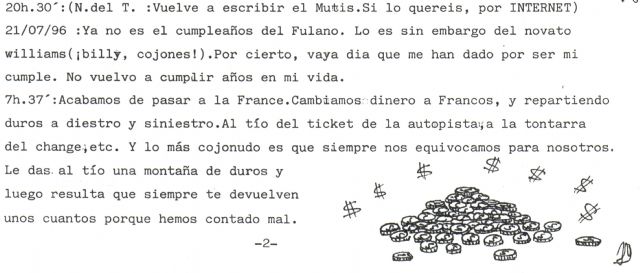 20h.30´:(N.del T. :Vuelve a escribir el Mutis.Si lo quereis, por INTERNET)
21/07/96 :Ya no es el cumpleaños del Fulano. Lo es sin embargo del novato
williams(¡billy, cojones!).Por cierto, vaya dia que me han dado por ser mi
cumple. No vuelvo a cumplir años en mi vida.
7h.37´:Acabamos de pasar a la France.Cambiamos dinero a Francos, y repartiendo
duros a diestro y siniestro.Al tío del ticket de la autopista,a la tontarra
del change,etc. Y lo más cojonudo es que siempre nos equivocamos para nosotros.
Le das al tío una montaña de duros y
luego resulta que siempre te devuelven
unos cuantos porque hemos contado mal.
$ $ $ $ $ $ $
-2-